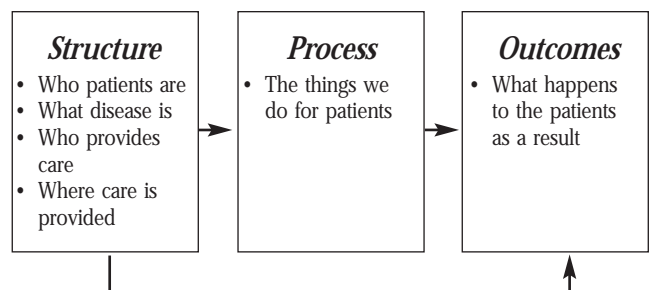 Structure
• Who patients are
• What disease is
• Who provides
care
• Where care is
provided
Process
• The things we
do for patients
Outcomes
• What happens
to the patients
as a result